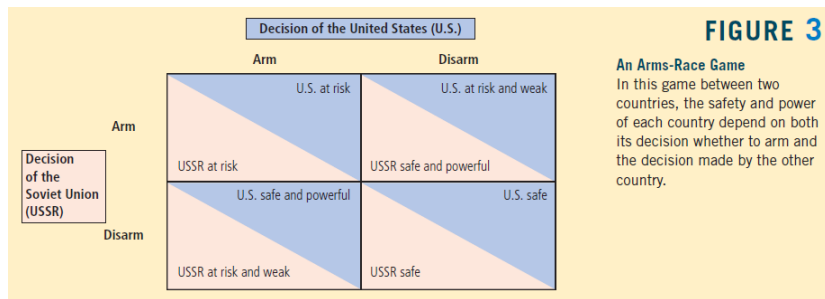 Decision of the United States (U.S.)
Arm
Disarm
Arm
U.S. at risk
U.S. at risk and weak
USSR at risk
USSR safe and powerful
Decision
of the
Soviet Union
(USSR)
Disarm
U.S. safe and powerful
U.S. safe
USSR at risk and weak
USSR safe
FIGURE 3
An Arms-Race Game
In this game between two
countries, the safety and power
of each country depend on both
its decision whether to arm and
the decision made by the other
country.